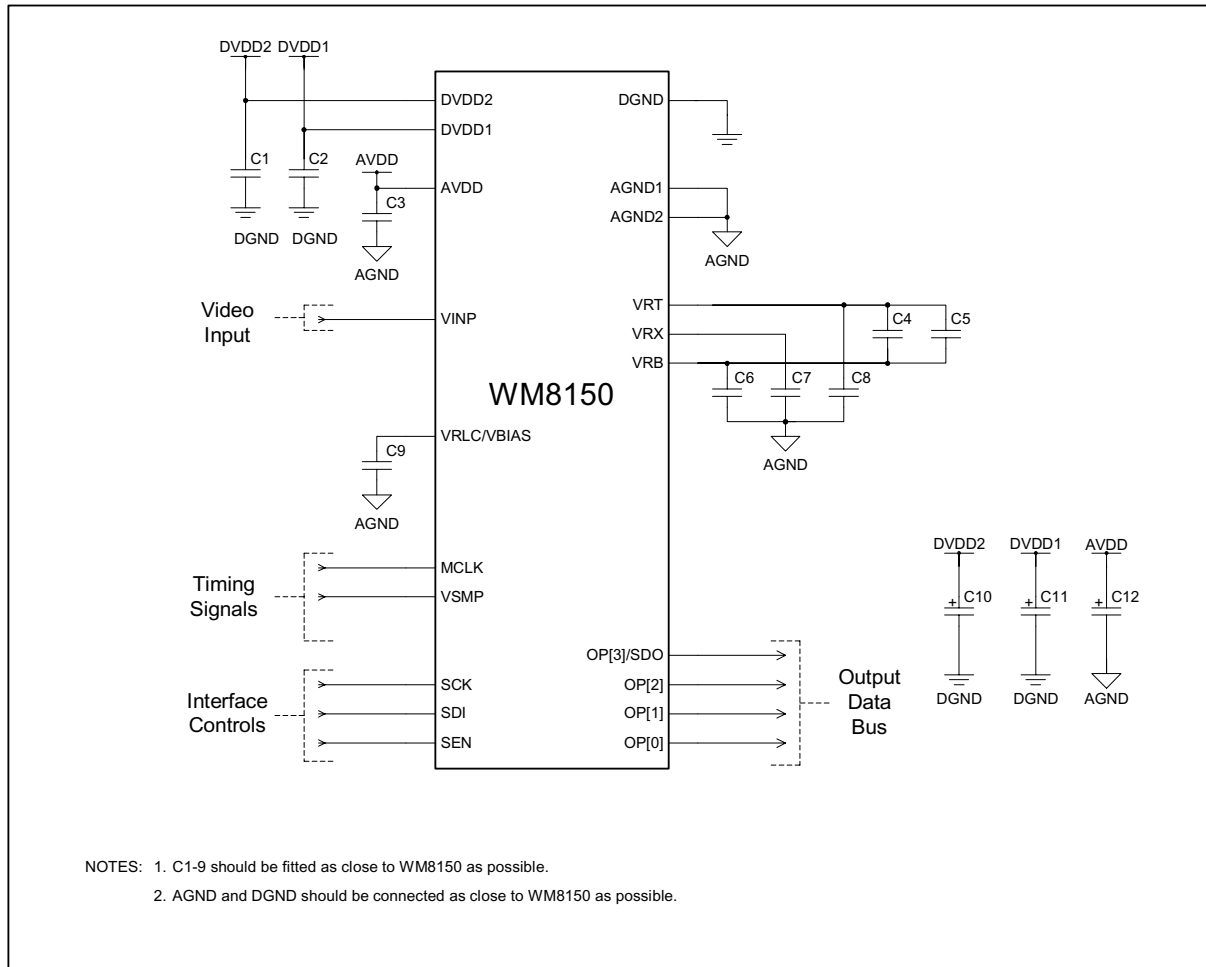 DVDD2 DVDD1
DVDD2
DGND
DVDD1
C1
C2
AVDD
AVDD
AGND1
C3
AGND2
DGND DGND
AGND
AGND
Video
Input
VINP
VRT
VRX
VRB
C4
C5
C6
C7
C8
WM8150
VRLC/VBIAS
C9
AGND
AGND
DVDD2 DVDD1 AVDD
+ C10
+ C11
+ C12
DGND DGND AGND
Timing
Signals
MCLK
VSMP
Interface
Controls
SCK
SDI
SEN
OP[3]/SDO
OP[2]
OP[1]
OP[0]
Output
Data
Bus
NOTES: 1. C1-9 should be fitted as close to WM8150 as possible.
2. AGND and DGND should be connected as close to WM8150 as possible.